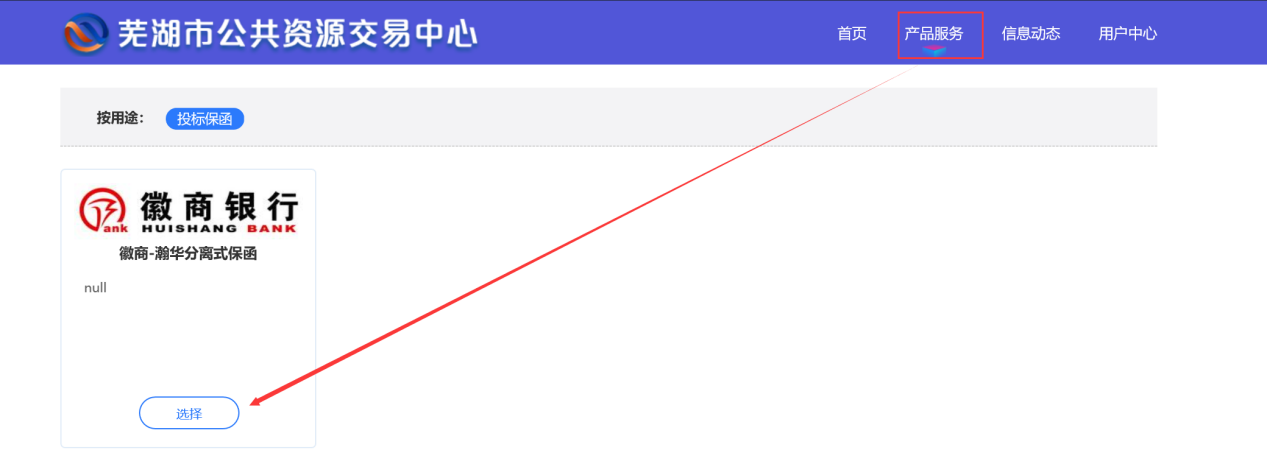 芜湖市公共资源交易中心
首页 产品服务 信息动态 用户中心
按用途： 投标保函
徽商银行
ank HUISHANG BANK
徽商-瀚华分离式保函
null
选择